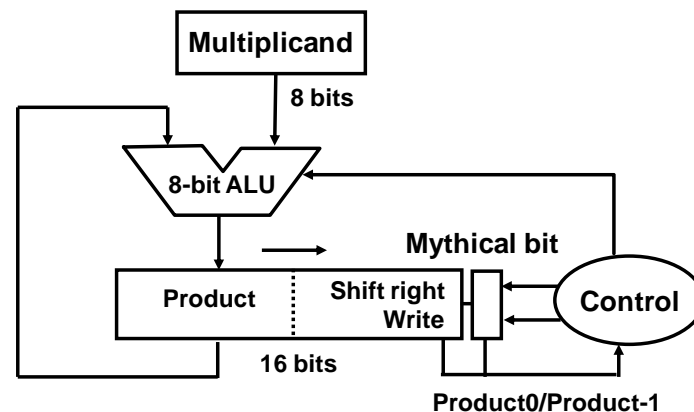 Multiplicand
8 bits
8-bit ALU
Mythical bit
Product
Shift right
Write
Control
16 bits
Product0/Product-1